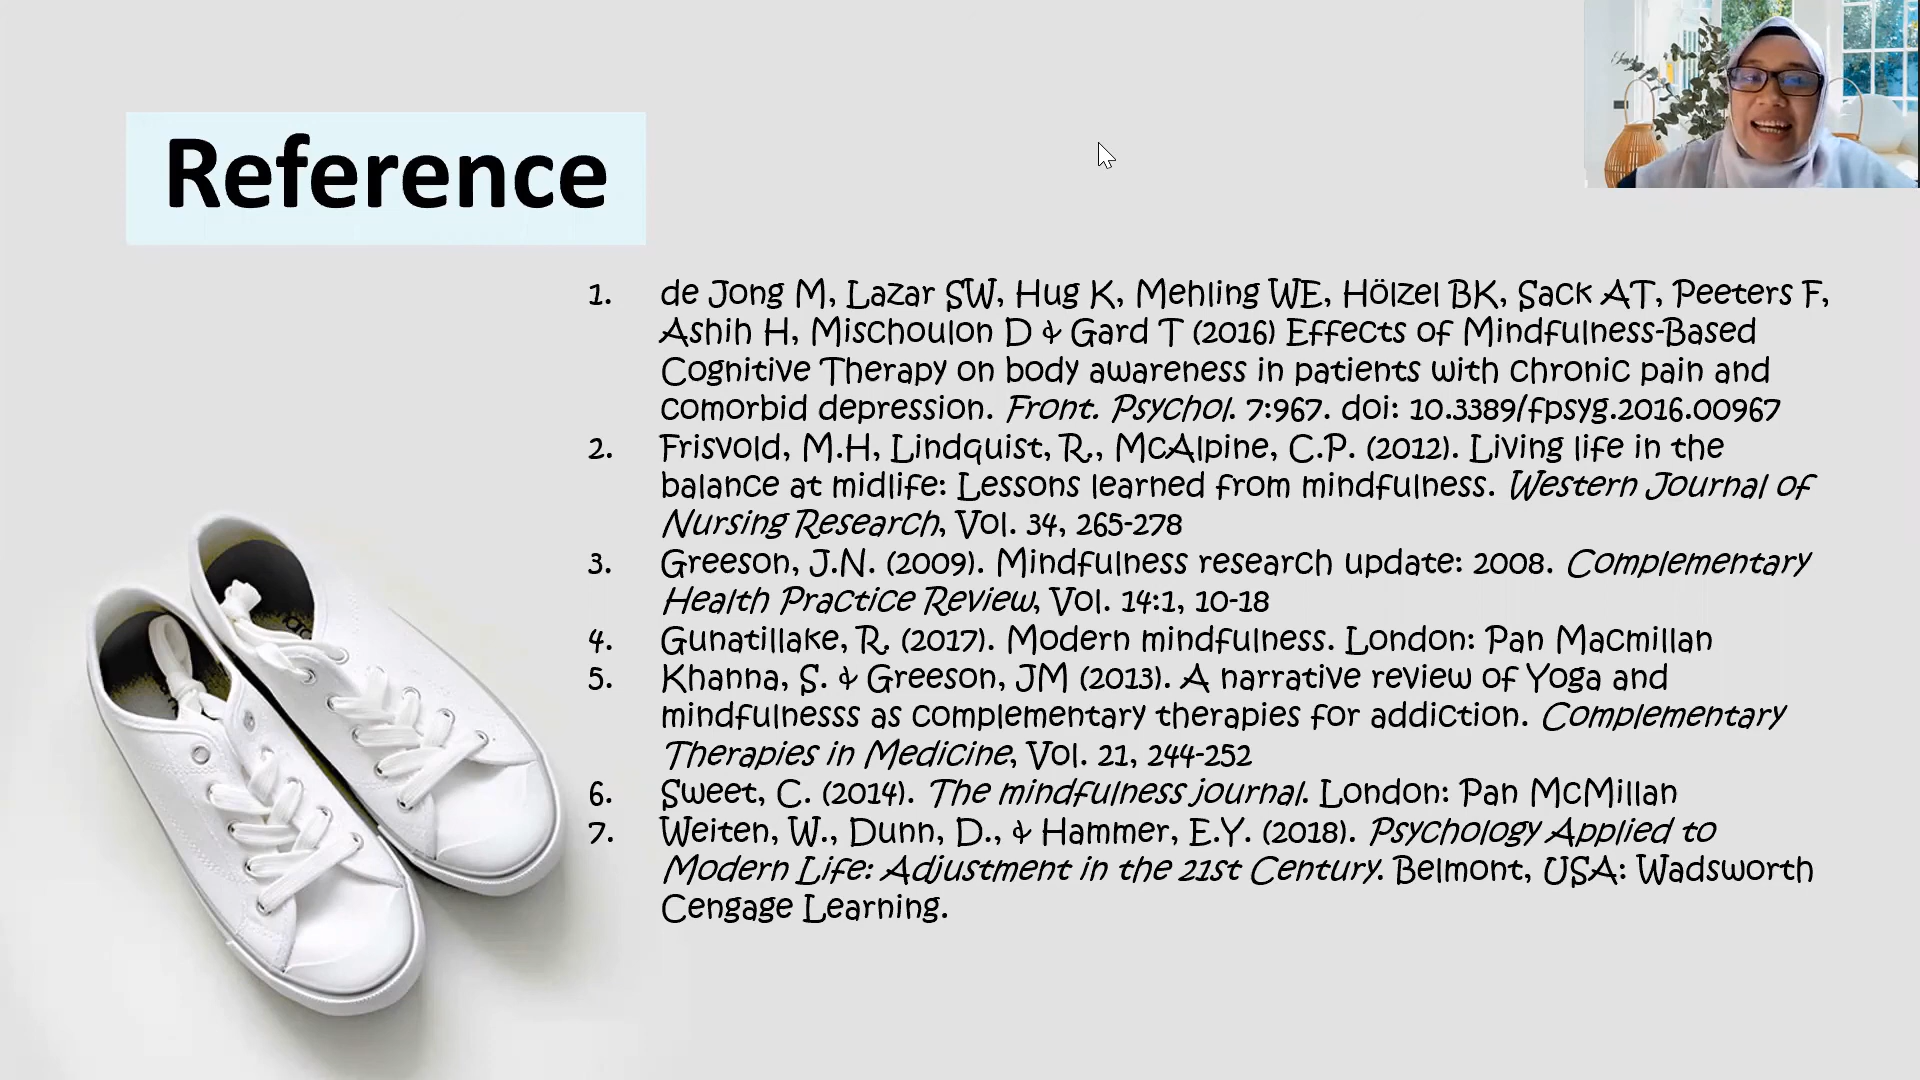 Reference
1. de Jong M, Lazar SW, Hug K, Mehling WE, Hölzel BK, Sack AT, Peeters F,
Ashih H, Mischoulon D & Gard T (2016) Effects of Mindfulness-Based
Cognitive Therapy on body awareness in patients with chronic pain and
comorbid depression. Front. Psychol. 7:967. doi: 10.3389/fpsyg.2016.00967
2. Frisvold, M.H, Lindquist, R., McAlpine, C.P. (2012). Living life in the
balance at midlife: Lessons learned from mindfulness. Western Journal of
Nursing Research, Vol. 34, 265-278
3. Greeson, J.N. (2009). Mindfulness research update: 2008. Complementary
Health Practice Review, Vol. 14:1, 10-18
4. Gunatillake, R. (2017). Modern mindfulness. London: Pan Macmillan
5. Khanna, S. & Greeson, JM (2013). A narrative review of Yoga and
mindfulnesss as complementary therapies for addiction. Complementary
Therapies in Medicine, Vol. 21, 244-252
6. Sweet, C. (2014). The mindfulness journal. London: Pan McMillan
7. Weiten, W., Dunn, D., & Hammer, E.Y. (2018). Psychology Applied to
Modern Life: Adjustment in the 21st Century. Belmont, USA: Wadsworth
Cengage Learning.